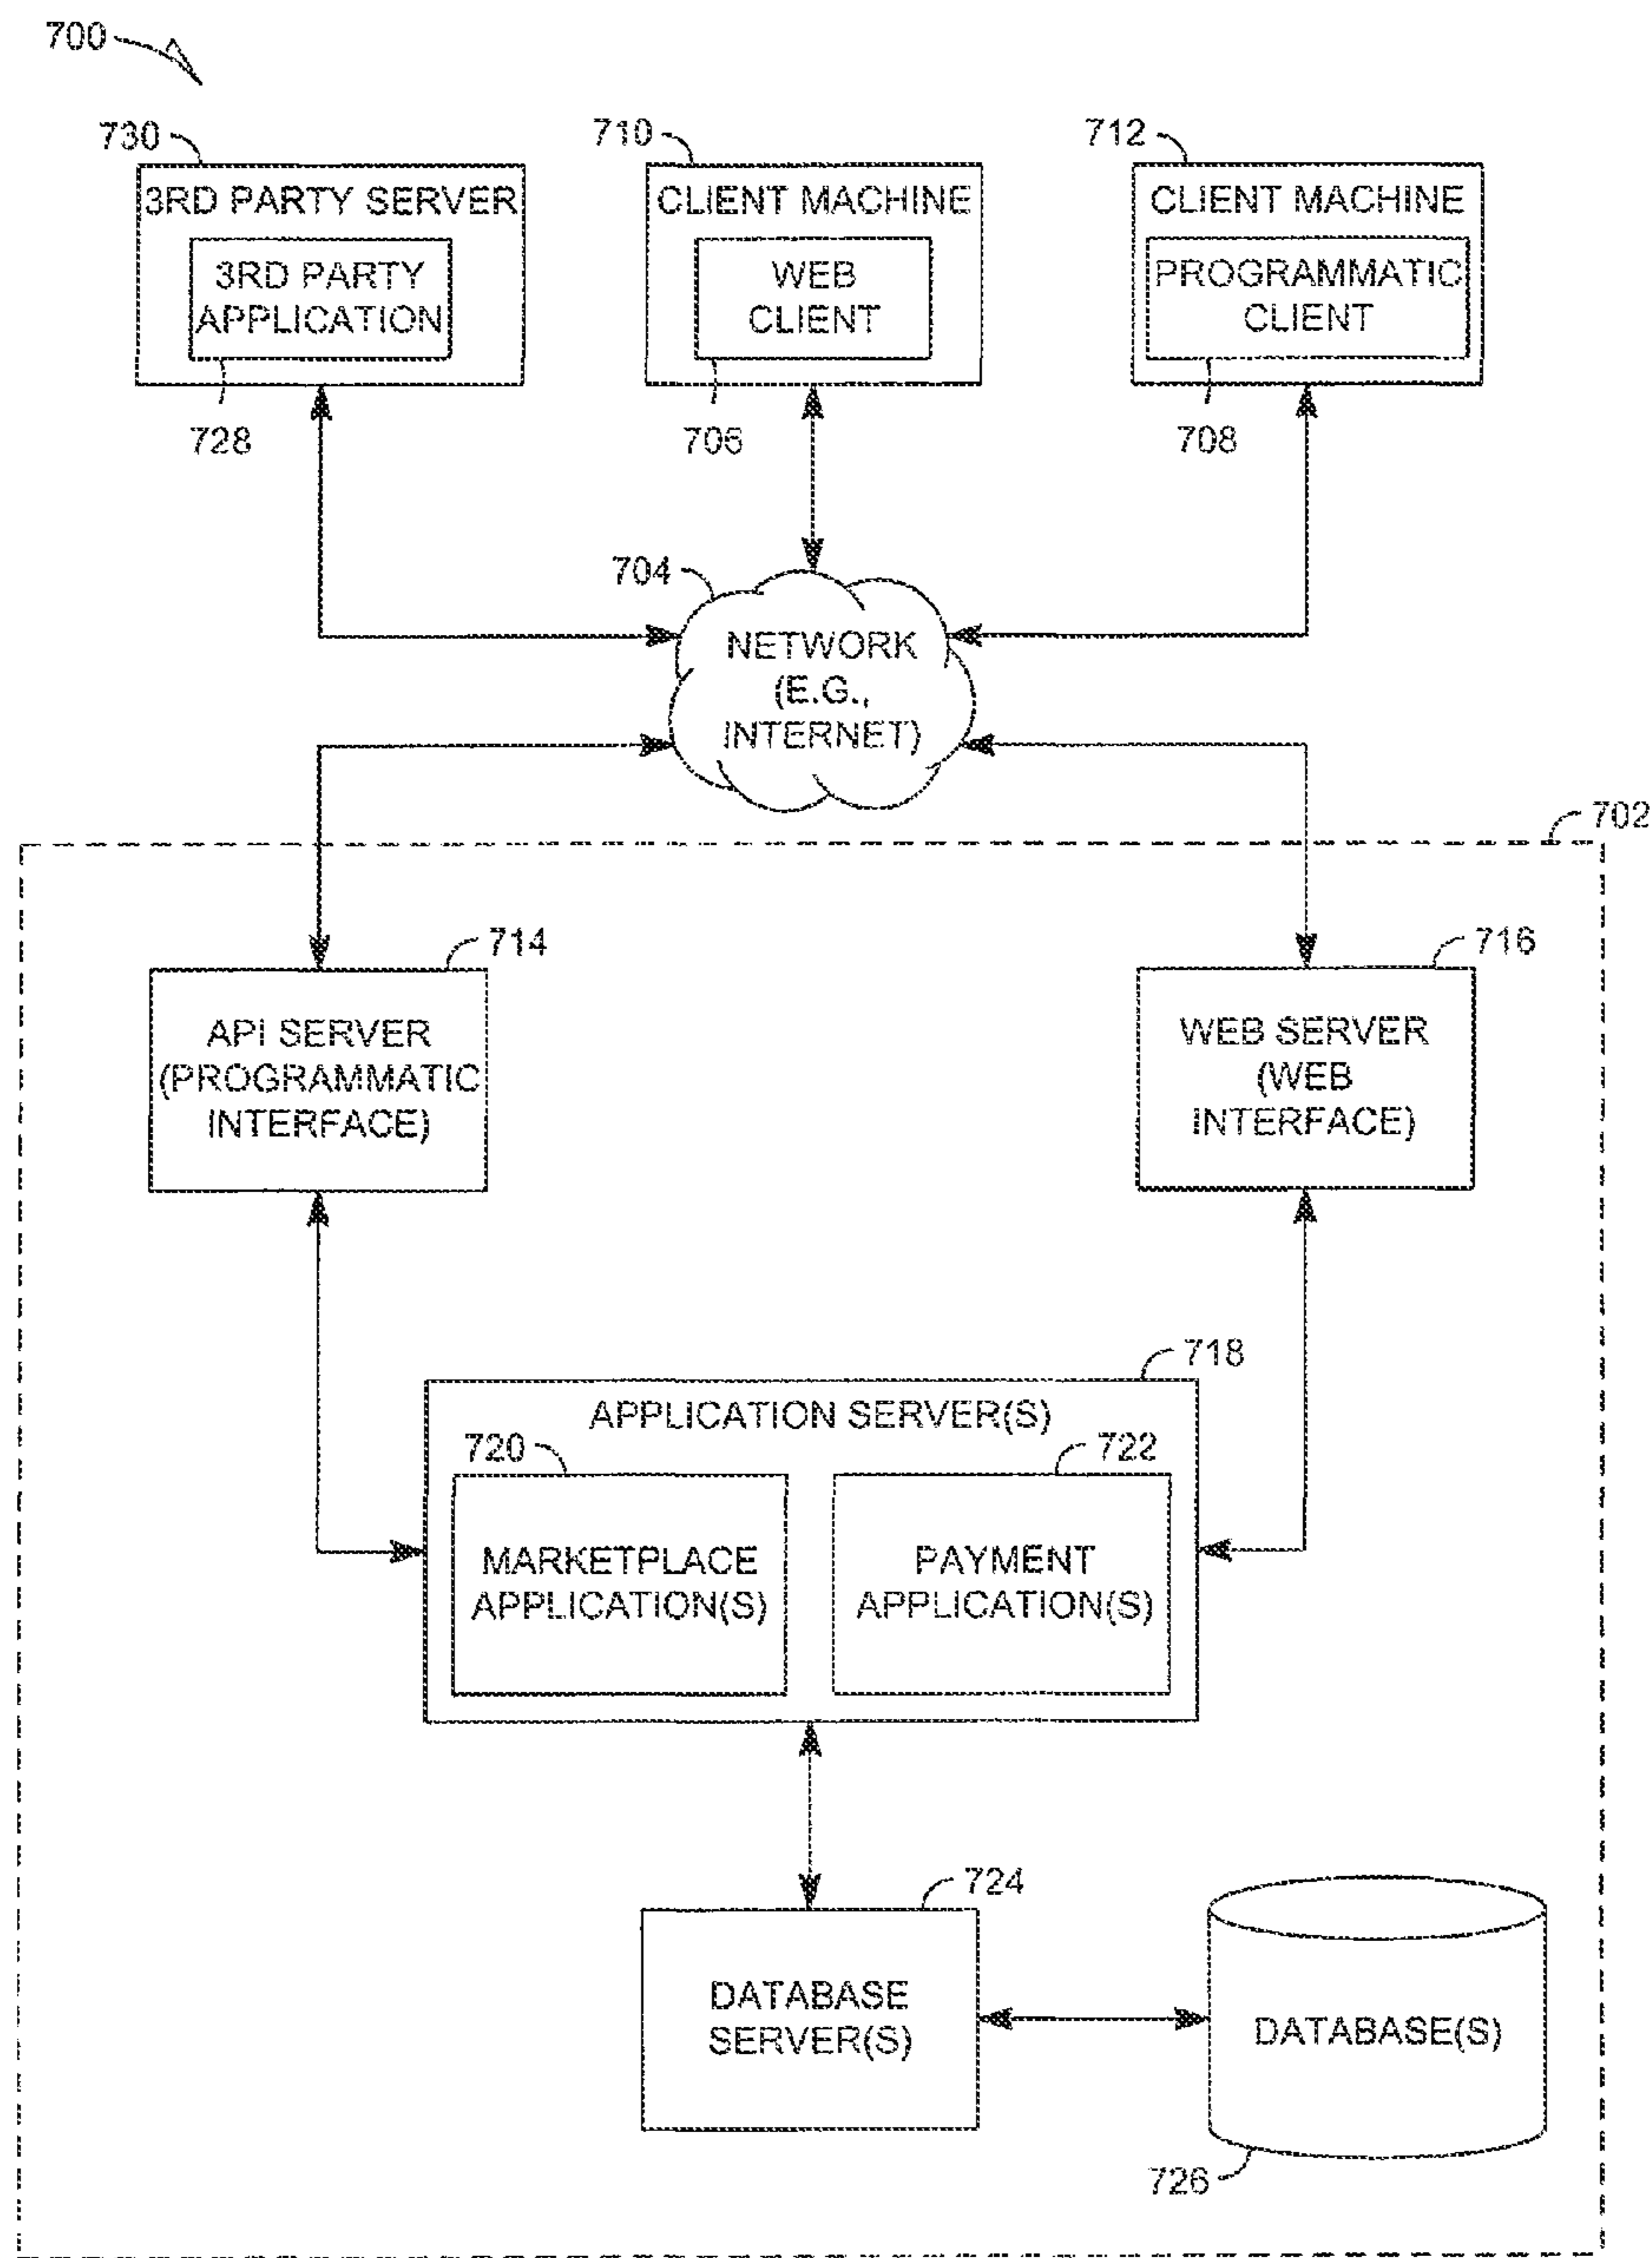 700
730
710
712
3RD PARTY SERVER
CLIENT MACHINE
CLIENT MACHINE
3RD PARTY
APPLICATION
WEB
CLIENT
PROGRAMMATIC
CLIENT
728
706
708
704
NETWORK
(E.G.,
INTERNET)
702
714
716
API SERVER
(PROGRAMMATIC
INTERFACE)
WEB SERVER
(WEB
INTERFACE)
718
APPLICATION SERVER(S)
720
722
MARKETPLACE
APPLICATION(S)
PAYMENT
APPLICATION(S)
724
DATABASE
SERVER(S)
DATABASE(S)
726